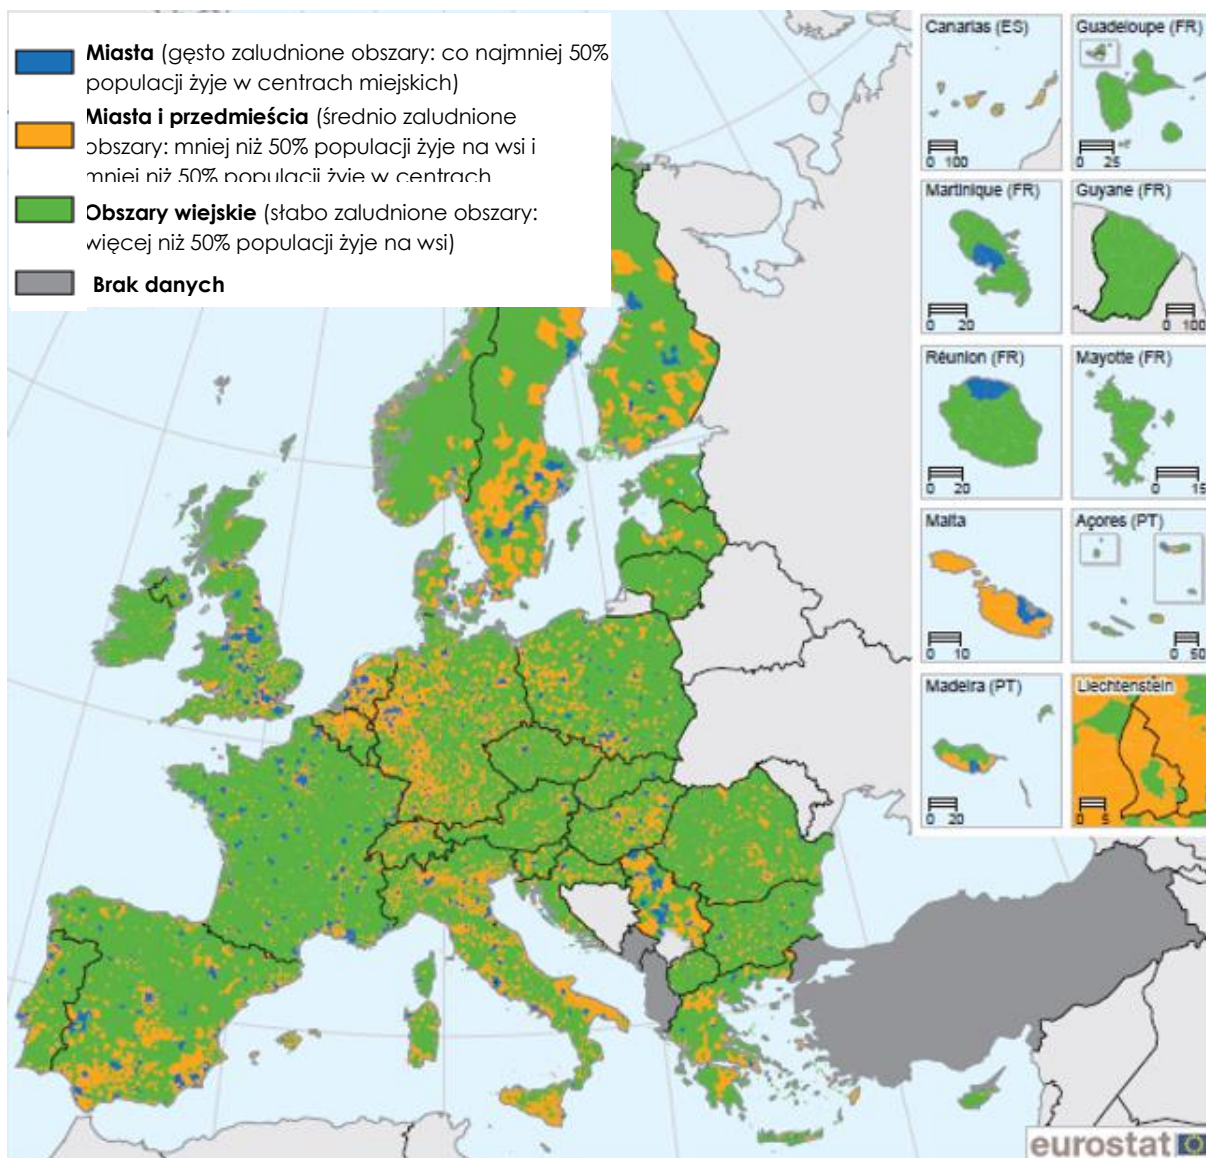 Miasta (gęsto zaludnione obszary: co najmniej 50%
populacji żyje w centrach miejskich)
Miasta i przedmieścia (średnio zaludnione
obszary: mniej niż 50% populacji żyje na wsi i
mniej niż 50% populacji żyje w centrach
Obszary wiejskie (słabo zaludnione obszary:
więcej niż 50% populacji żyje na wsi)
Brak danych
Canarias (ES)
0 100
Guadeloupe (FR)
0 25
Martinique (FR)
0 20
Guyane (FR)
0 100
Réunion (FR)
0 20
Mayotte (FR)
0 15
Malta
0 10
Açores (PT)
0 50
Madeira (PT)
0 20
Liechtenstein
0 5
eurostat